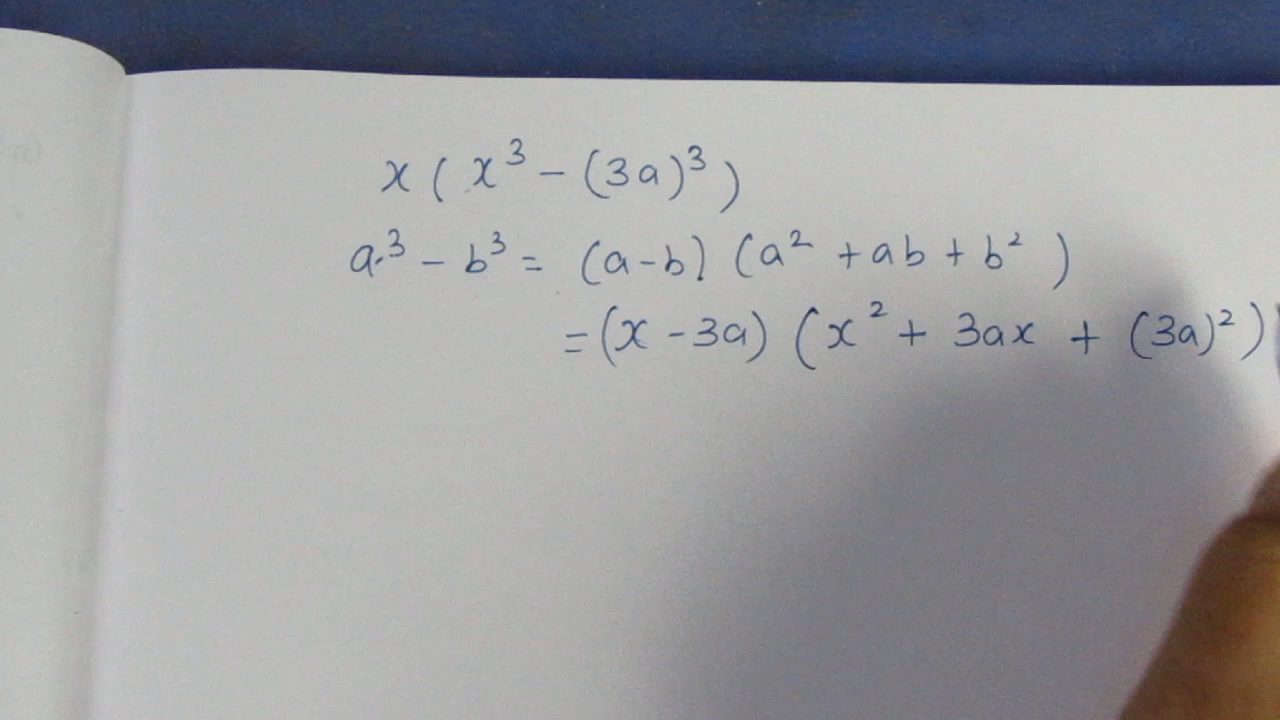 x ( x³ - (3a)³ )
a³ - b³ = (a-b) (a² + ab + b² )
= (x - 3a) (x² + 3ax + (3a)²)